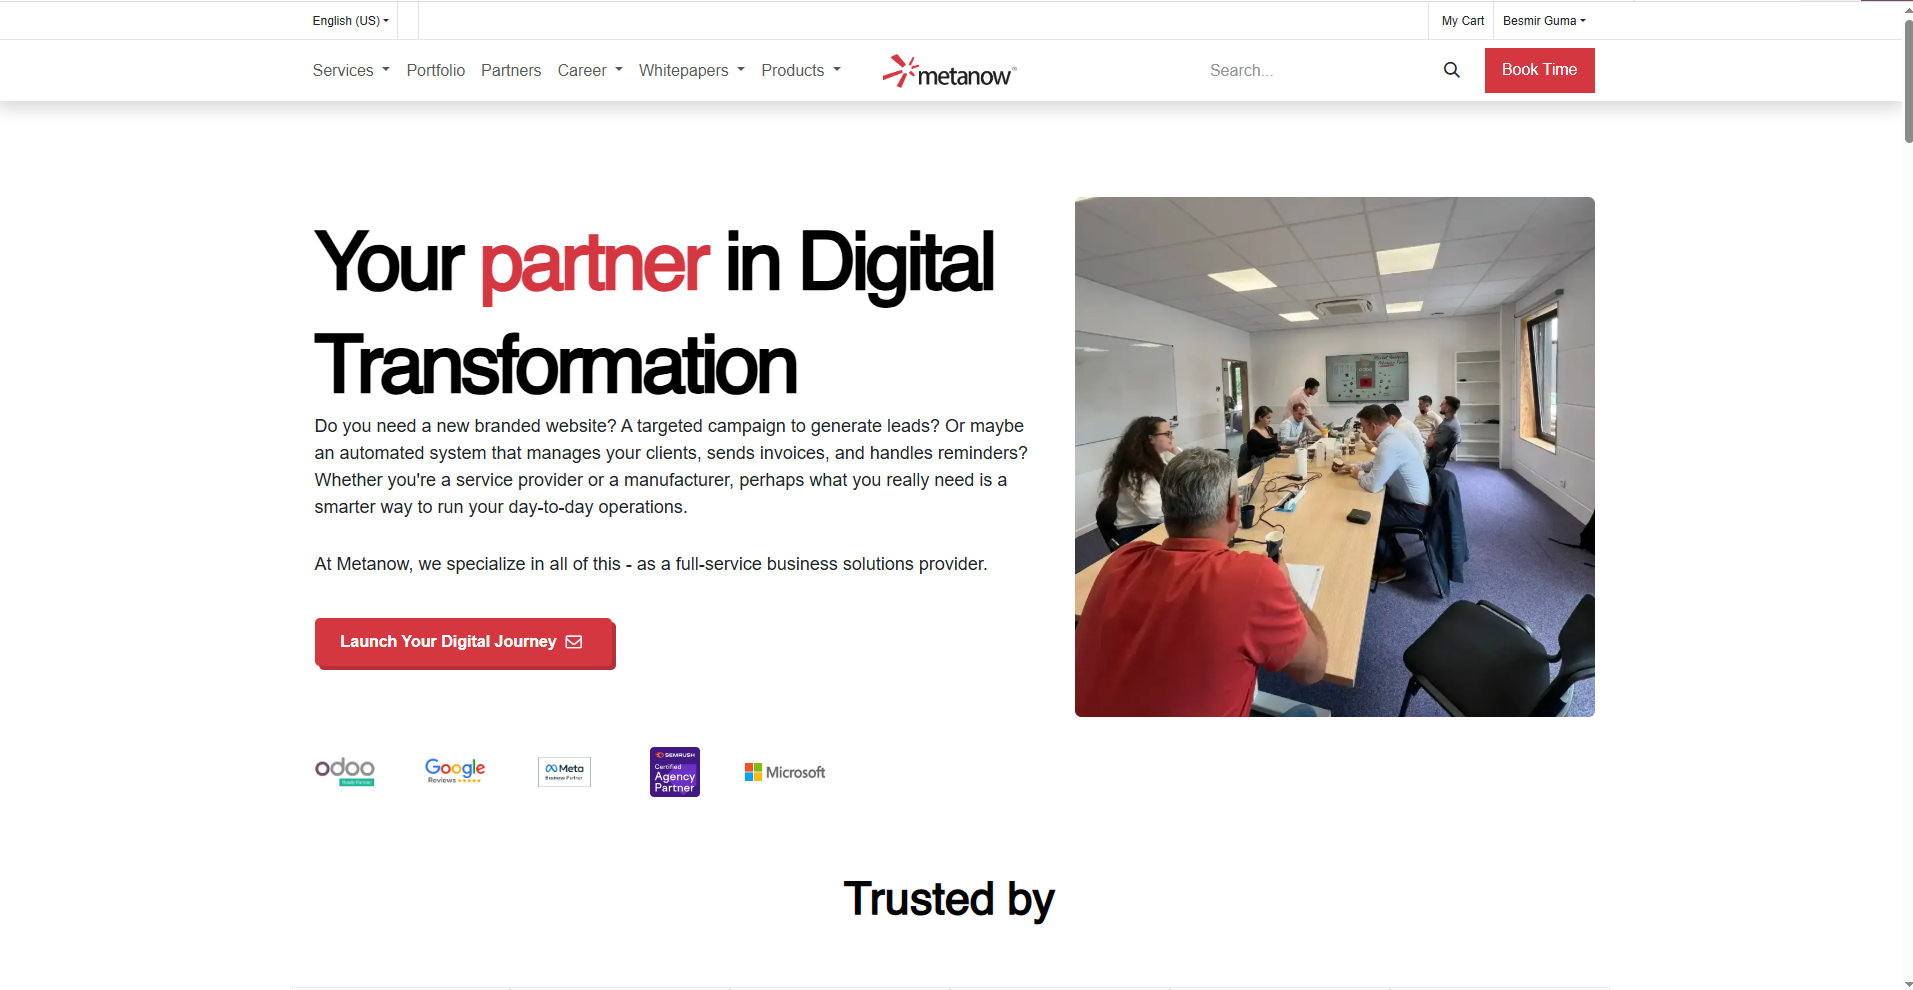 English (US)
My Cart
Besmir Guma
Services
Portfolio
Partners
Career
Whitepapers
Products
metanow
Search...
Book Time
Your partner in Digital
Transformation
Do you need a new branded website? A targeted campaign to generate leads? Or maybe
an automated system that manages your clients, sends invoices, and handles reminders?
Whether you're a service provider or a manufacturer, perhaps what you really need is a
smarter way to run your day-to-day operations.
At Metanow, we specialize in all of this - as a full-service business solutions provider.
Launch Your Digital Journey
odoo
Ready Partner
Google
Reviews
Meta
Business Partner
SEMRUSH
Certified
Agency
Partner
Microsoft
odoo
Trusted by